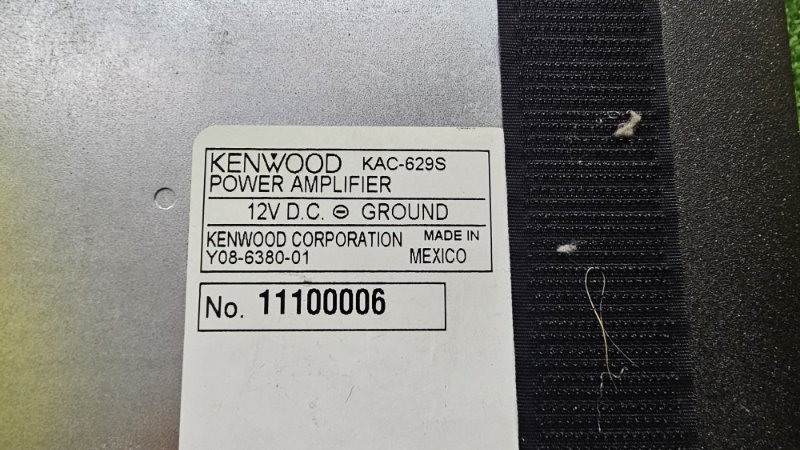 KENWOOD KAC-629S
POWER AMPLIFIER
12V D.C. ⊖ GROUND
KENWOOD CORPORATION MADE IN
Y08-6380-01 MEXICO
No. 11100006